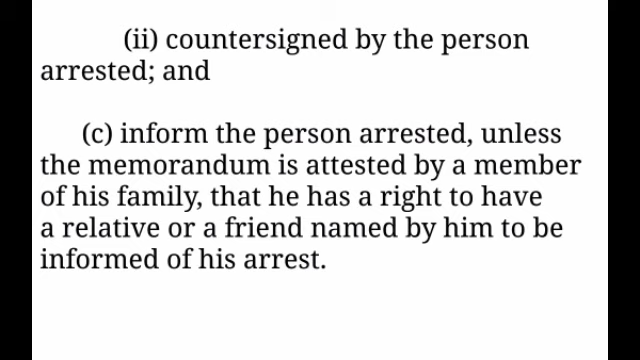 (ii) countersigned by the person
arrested; and
(c) inform the person arrested, unless
the memorandum is attested by a member
of his family, that he has a right to have
a relative or a friend named by him to be
informed of his arrest.